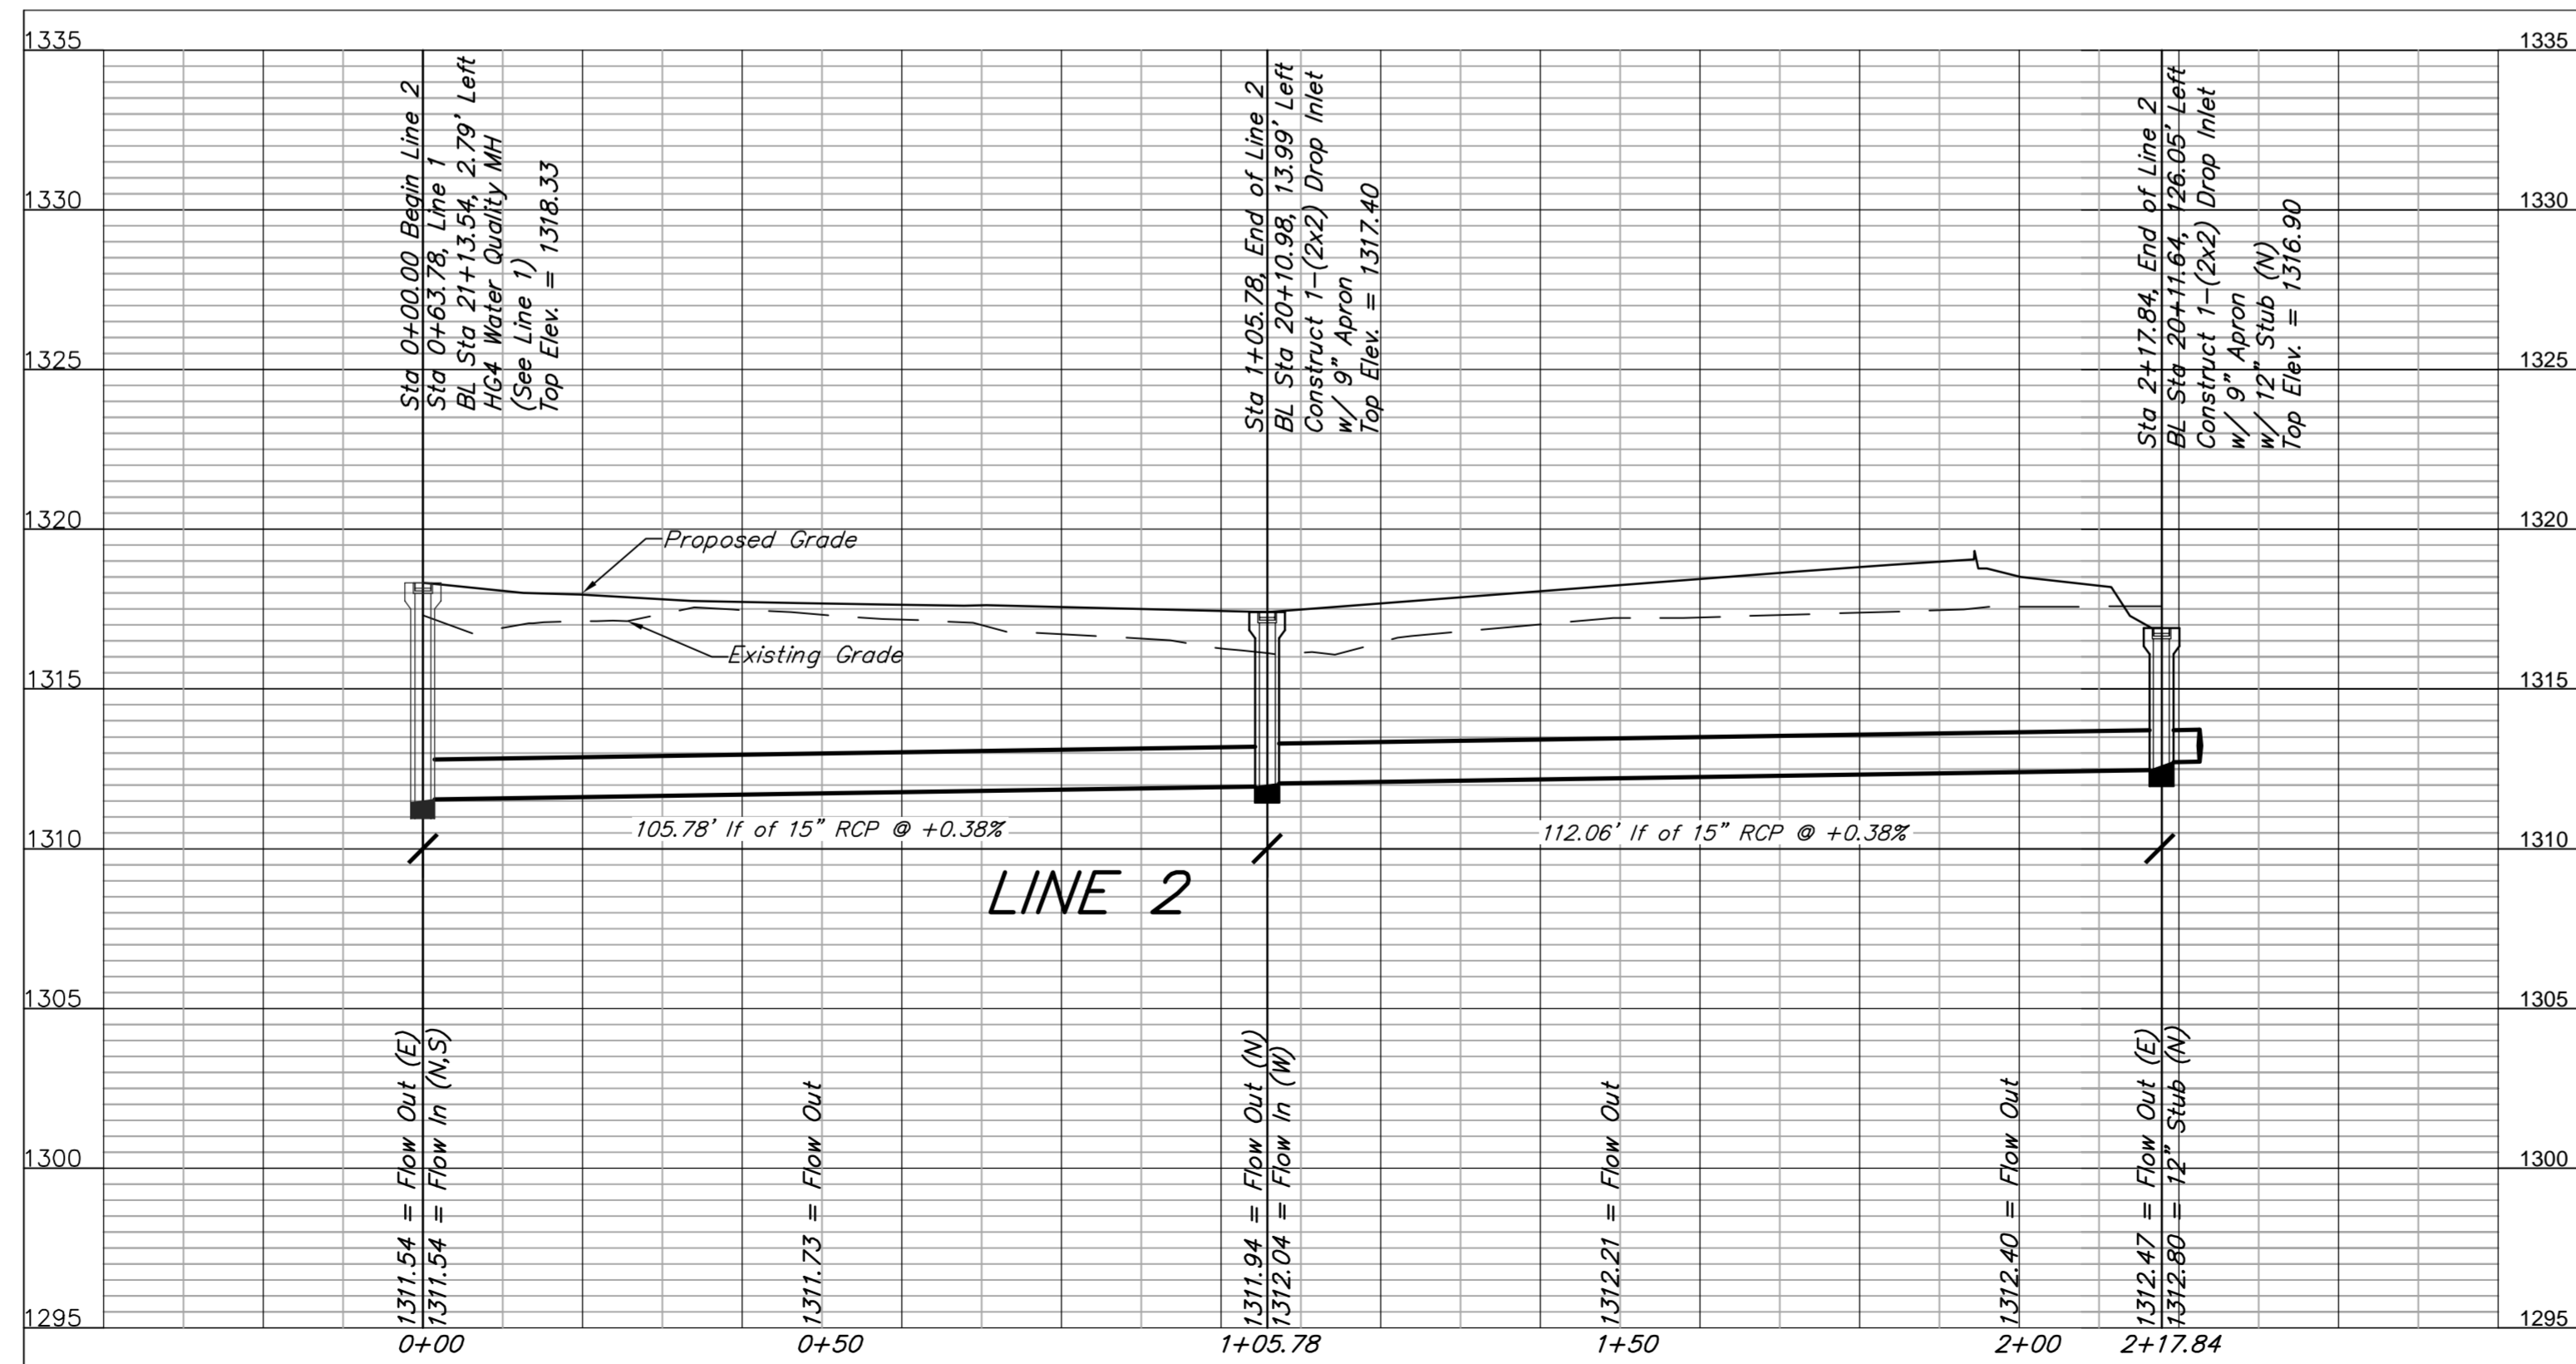 1335
1330
1325
1320
1315
1310
1305
1300
1295
Sta 0+00.00 Begin Line 2
Sta 0+63.78, Line 1
BL Sta 21+13.54, 2.79' Left
HG4 Water Quality MH
(See Line 1)
Top Elev. = 1318.33
Sta 1+05.78, End of Line 2
BL Sta 20+10.98, 13.99' Left
Construct 1-(2x2) Drop Inlet
w/ 9" Apron
Top Elev. = 1317.40
Sta 2+17.84, End of Line 2
BL Sta 20+11.64, 126.05' Left
Construct 1-(2x2) Drop Inlet
w/ 9" Apron
w/ 12" Stub (N)
Top Elev. = 1316.90
1335
1330
1325
1320
1315
1310
1305
1300
1295
Proposed Grade
Existing Grade
105.78' lf of 15" RCP @ +0.38%
112.06' lf of 15" RCP @ +0.38%
LINE 2
1311.54 = Flow Out (E)
1311.54 = Flow In (N,S)
1311.73 = Flow Out
1311.94 = Flow Out (N)
1312.04 = Flow In (W)
1312.21 = Flow Out
1312.40 = Flow Out
1312.47 = Flow Out (E)
1312.80 = 12" Stub (N)
0+00
0+50
1+05.78
1+50
2+00
2+17.84